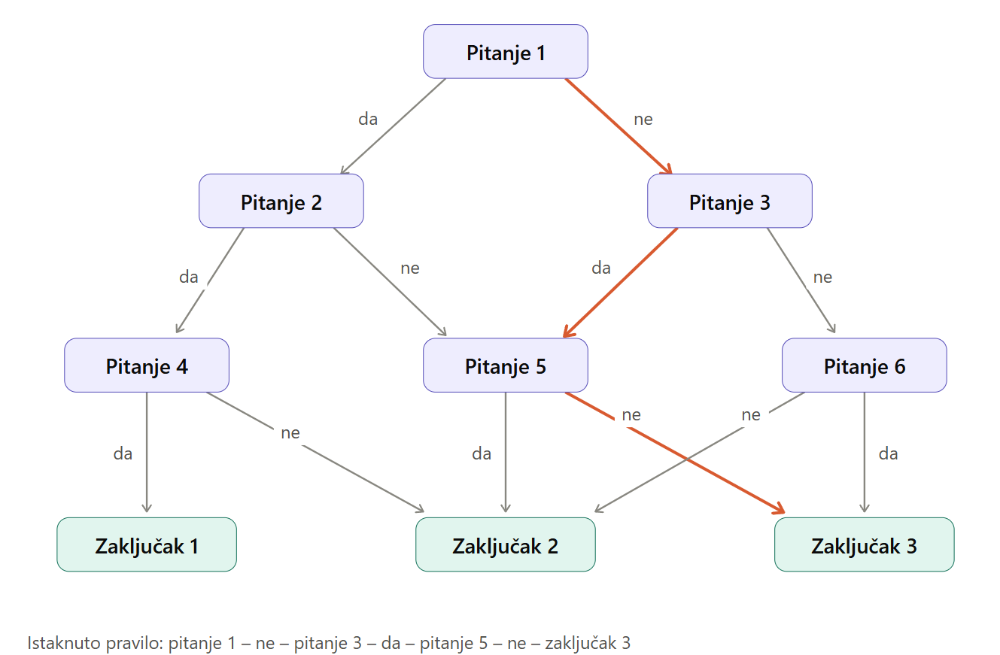 Pitanje 1
da
ne
Pitanje 2
Pitanje 3
da
ne
da
ne
Pitanje 4
Pitanje 5
Pitanje 6
da
ne
da
ne
ne
da
Zaključak 1
Zaključak 2
Zaključak 3
Istaknuto pravilo: pitanje 1 – ne – pitanje 3 – da – pitanje 5 – ne – zaključak 3